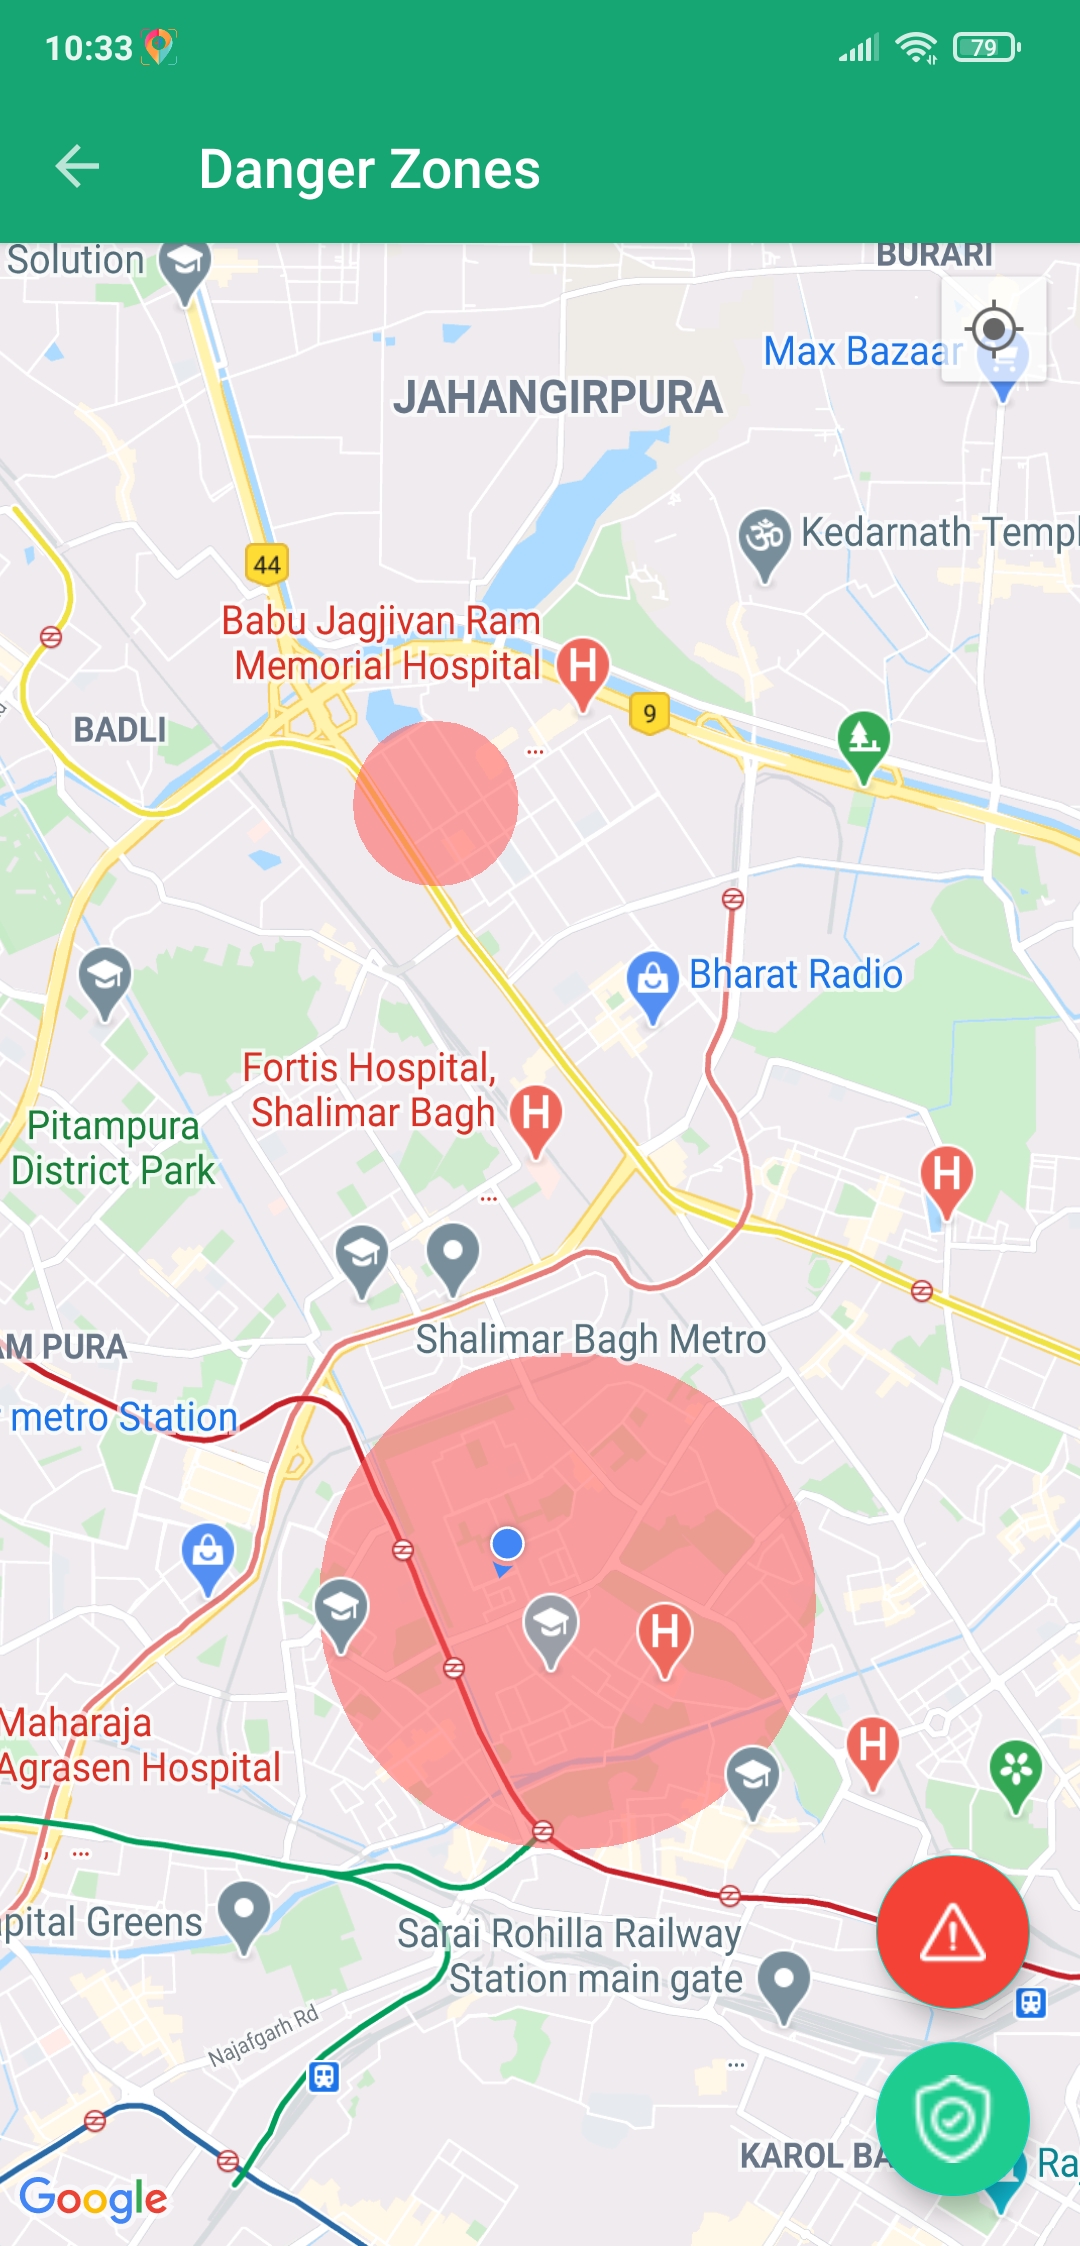 10:33
79
Danger Zones
Solution
BURARI
Max Bazaar
JAHANGIRPURA
Kedarnath Templ
44
Babu Jagjivan Ram
Memorial Hospital
H
9
BADLI
...
Bharat Radio
Fortis Hospital,
Shalimar Bagh
H
Pitampura
District Park
H
...
AM PURA
Shalimar Bagh Metro
metro Station
H
Maharaja
Agrasen Hospital
H
, ...
pital Greens
Sarai Rohilla Railway
Station main gate
Najafgarh Rd
...
KAROL BA
Ra
Google